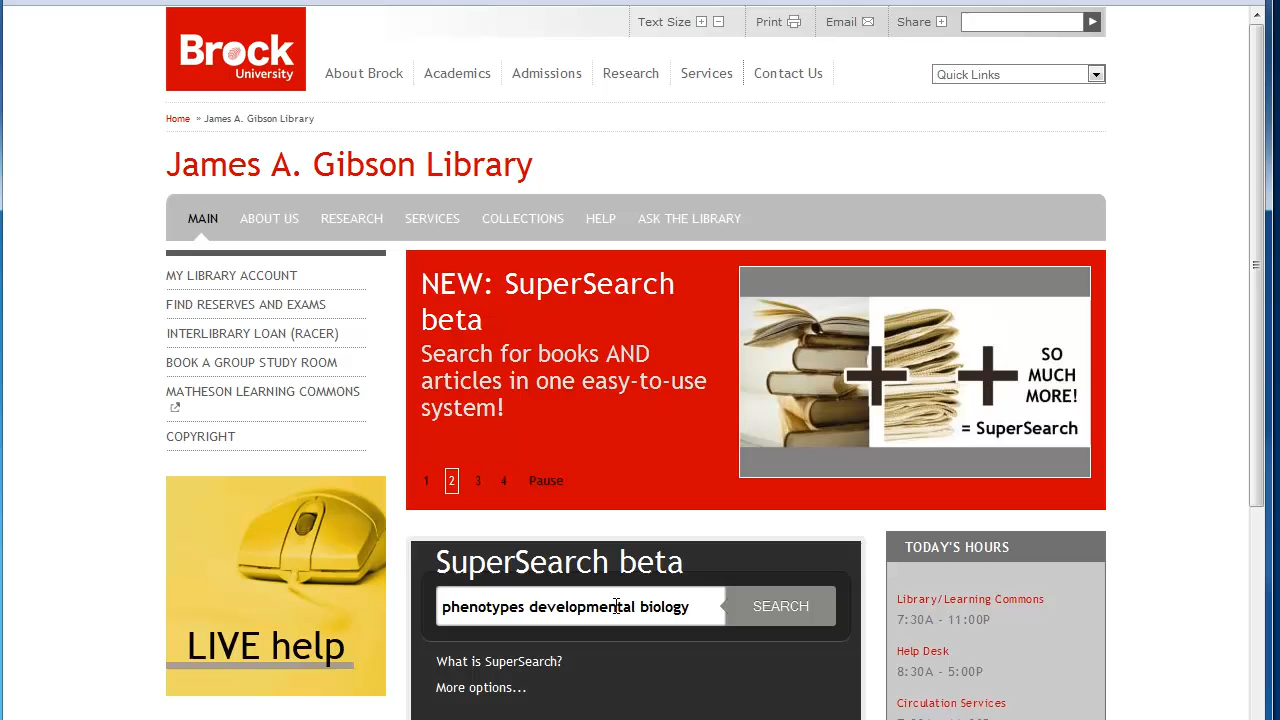 Text Size
Print
Email
Share
Brock
University
About Brock
Academics
Admissions
Research
Services
Contact Us
Quick Links
Home » James A. Gibson Library
James A. Gibson Library
MAIN
ABOUT US
RESEARCH
SERVICES
COLLECTIONS
HELP
ASK THE LIBRARY
MY LIBRARY ACCOUNT
FIND RESERVES AND EXAMS
INTERLIBRARY LOAN (RACER)
BOOK A GROUP STUDY ROOM
MATHESON LEARNING COMMONS
COPYRIGHT
LIVE help
NEW: SuperSearch
beta
Search for books AND
articles in one easy-to-use
system!
1 2 3 4 Pause
SO
MUCH
MORE!
= SuperSearch
SuperSearch beta
phenotypes developmental biology
SEARCH
What is SuperSearch?
More options...
TODAY'S HOURS
Library/Learning Commons
7:30A - 11:00P
Help Desk
8:30A - 5:00P
Circulation Services